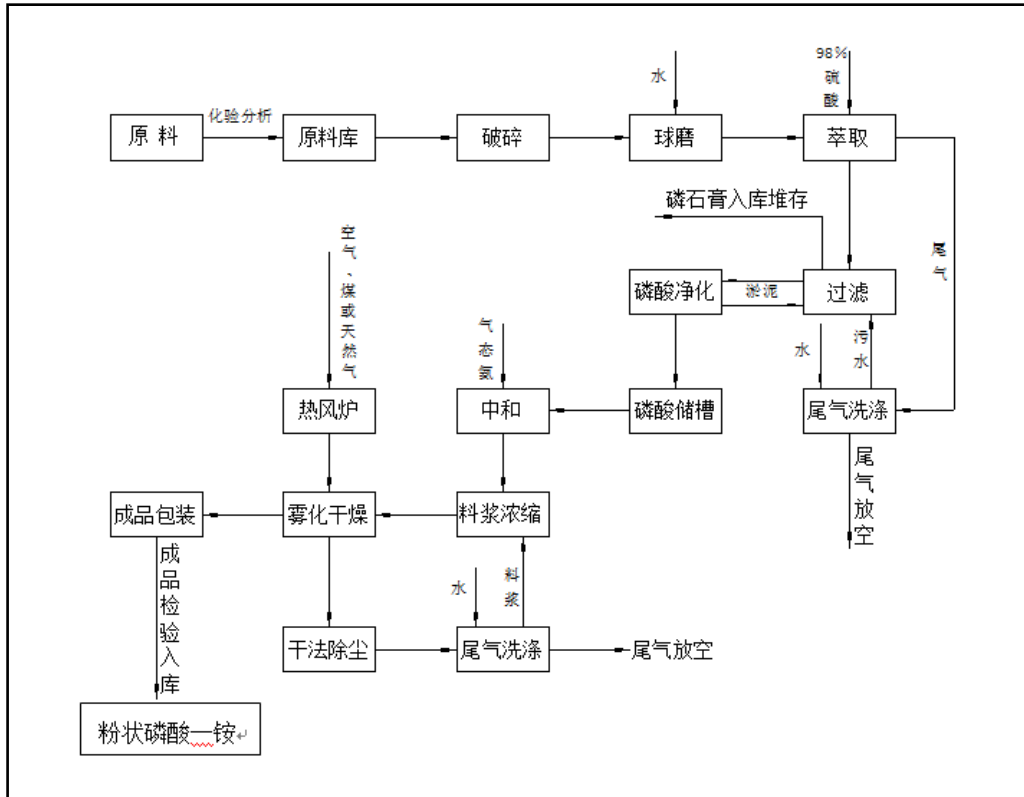 98%
硫酸
水
原 料
化验分析
原料库
破碎
球磨
萃取
磷石膏入库堆存
尾气
空气、煤或天然气
磷酸净化
淤泥
过滤
气态氨
水
污水
热风炉
中和
磷酸储槽
尾气洗涤
尾气放空
成品包装
雾化干燥
料浆浓缩
成品检验入库
水
料浆
干法除尘
尾气洗涤
尾气放空
粉状磷酸一铵